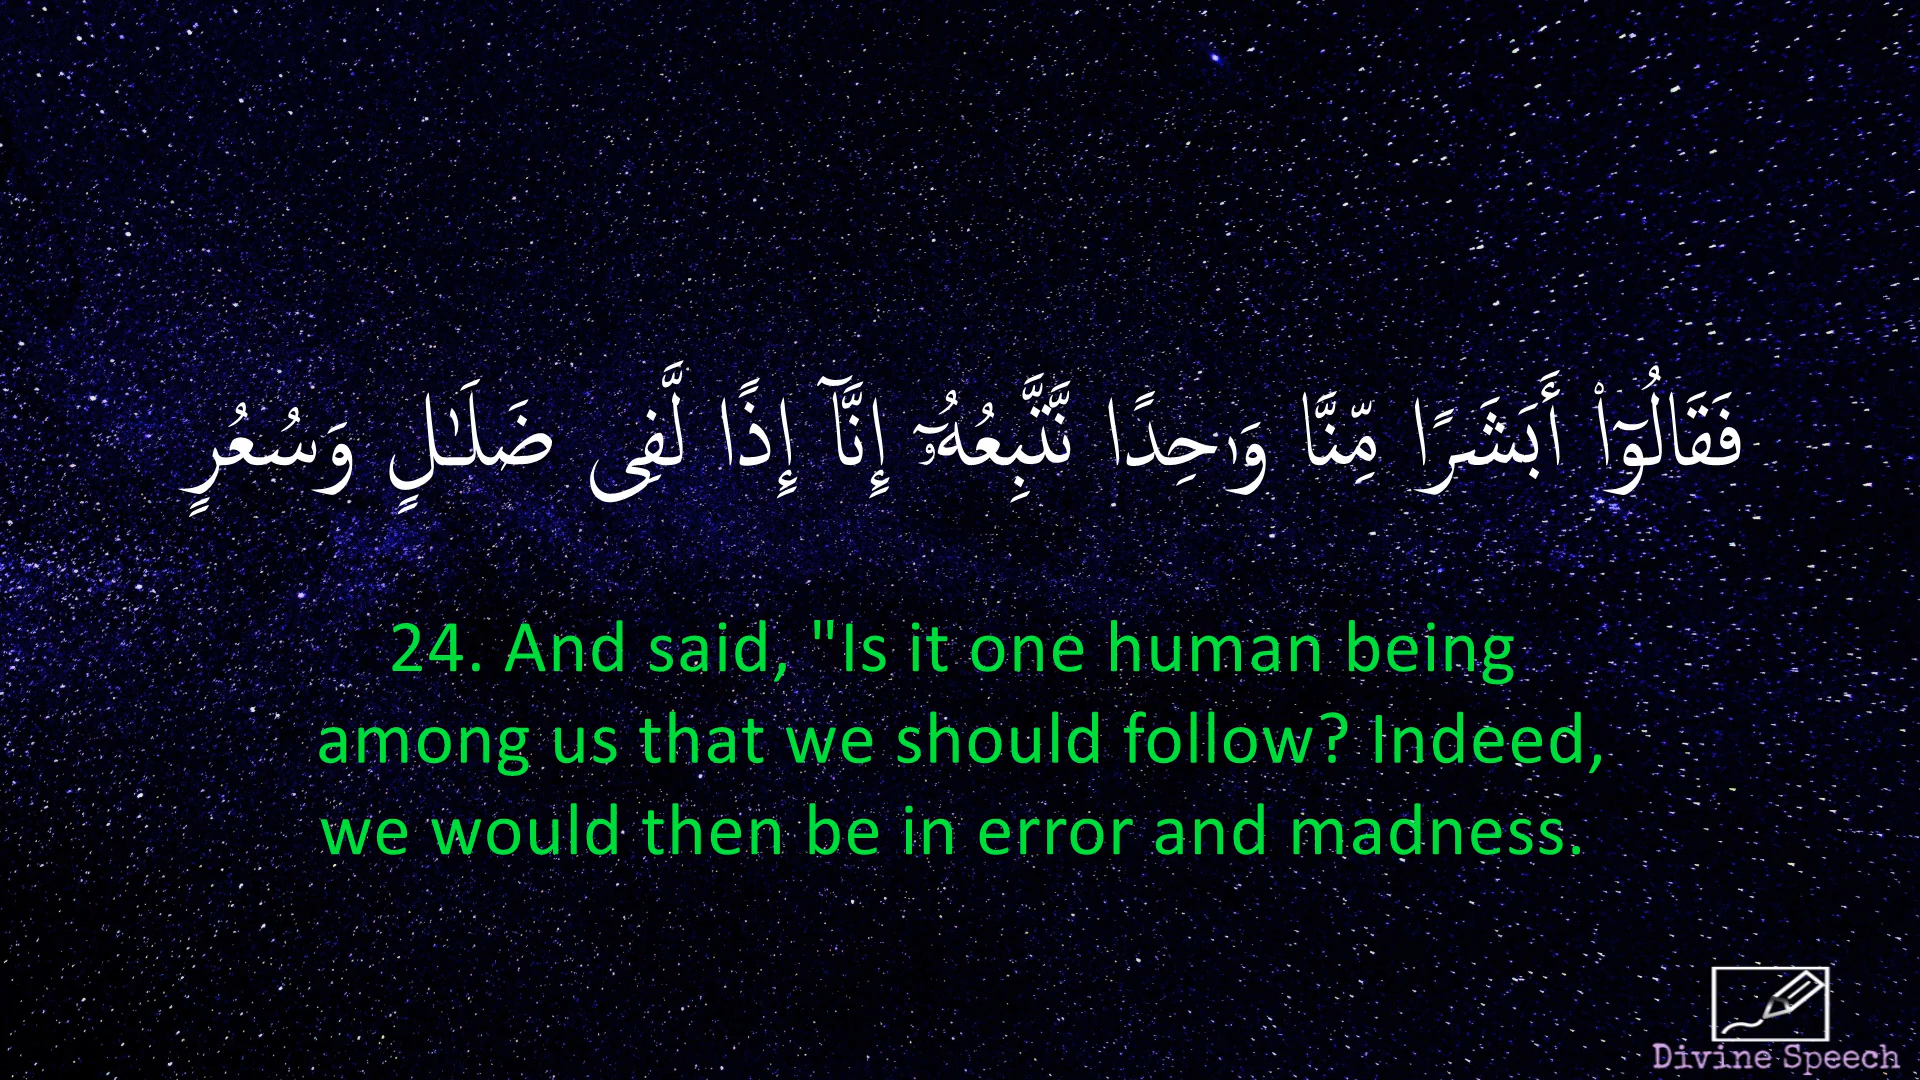 فَقَالُوٓا۟ أَبَشَرًا مِّنَّا وَٰحِدًا نَّتَّبِعُهُۥٓ إِنَّآ إِذًا لَّفِى ضَلَـٰلٍ وَسُعُرٍ
24. And said, "Is it one human being
among us that we should follow? Indeed,
we would then be in error and madness.
Divine Speech